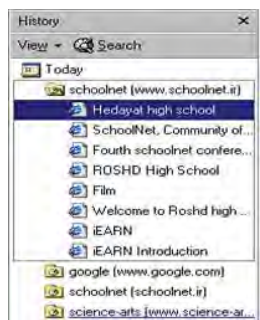 History
View Search
Today
schoolnet (www.schoolnet.ir)
Hedayat high school
SchoolNet, Community of...
Fourth schoolnet confere...
ROSHD High School
Film
Welcome to Roshd high ...
iEARN
iEARN Introduction
google (www.google.com)
schoolnet (schoolnet.ir)
science-arts (www.science-ar...